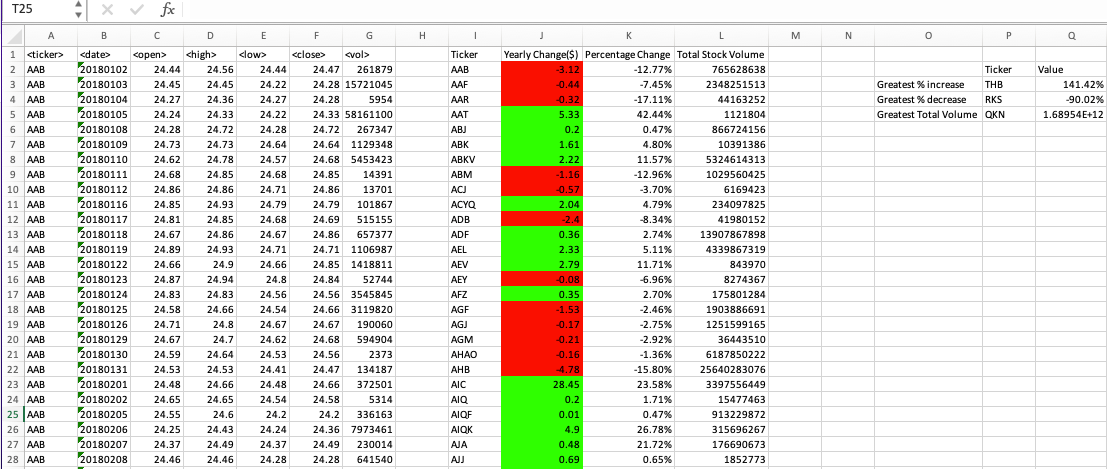 T25 fx
A B C D E F G H I J K L M N O P Q
1 <ticker> <date> <open> <high> <low> <close> <vol> Ticker Yearly Change($) Percentage Change Total Stock Volume
2 AAB 20180102 24.44 24.56 24.44 24.47 261879 AAB -3.12 -12.77% 765628638 Ticker Value
3 AAB 20180103 24.45 24.45 24.22 24.28 15721045 AAF -0.44 -7.45% 2348251513 Greatest % increase THB 141.42%
4 AAB 20180104 24.27 24.36 24.27 24.28 5954 AAR -0.32 -17.11% 44163252 Greatest % decrease RKS -90.02%
5 AAB 20180105 24.24 24.33 24.22 24.33 58161100 AAT 5.33 42.44% 1121804 Greatest Total Volume QKN 1.68954E+12
6 AAB 20180108 24.28 24.72 24.28 24.72 267347 ABJ 0.2 0.47% 866724156
7 AAB 20180109 24.73 24.73 24.64 24.64 1129348 ABK 1.61 4.80% 10391386
8 AAB 20180110 24.62 24.78 24.57 24.68 5453423 ABKV 2.22 11.57% 5324614313
9 AAB 20180111 24.68 24.85 24.68 24.85 14391 ABM -1.16 -12.96% 1029560425
10 AAB 20180112 24.86 24.86 24.71 24.86 13701 ACJ -0.57 -3.70% 6169423
11 AAB 20180116 24.85 24.93 24.79 24.79 101867 ACYQ 2.04 4.79% 234097825
12 AAB 20180117 24.81 24.85 24.68 24.69 515155 ADB -2.4 -8.34% 41980152
13 AAB 20180118 24.67 24.86 24.67 24.86 657377 ADF 0.36 2.74% 13907867898
14 AAB 20180119 24.89 24.93 24.71 24.71 1106987 AEL 2.33 5.11% 4339867319
15 AAB 20180122 24.66 24.9 24.66 24.85 1418811 AEV 2.79 11.71% 843970
16 AAB 20180123 24.87 24.94 24.8 24.84 52744 AEY -0.08 -6.96% 8274367
17 AAB 20180124 24.83 24.83 24.56 24.56 3545845 AFZ 0.35 2.70% 175801284
18 AAB 20180125 24.58 24.66 24.54 24.66 3119820 AGF -1.53 -2.46% 1903886691
19 AAB 20180126 24.71 24.8 24.67 24.67 190060 AGJ -0.17 -2.75% 1251599165
20 AAB 20180129 24.67 24.7 24.62 24.68 594904 AGM -0.21 -2.92% 36443510
21 AAB 20180130 24.59 24.64 24.53 24.56 2373 AHAO -0.16 -1.36% 6187850222
22 AAB 20180131 24.53 24.53 24.41 24.47 134187 AHB -4.78 -15.80% 25640283076
23 AAB 20180201 24.48 24.66 24.48 24.66 372501 AIC 28.45 23.58% 3397556449
24 AAB 20180202 24.65 24.65 24.54 24.58 5314 AIQ 0.2 1.71% 15477463
25 AAB 20180205 24.55 24.6 24.2 24.2 336163 AIQF 0.01 0.47% 913229872
26 AAB 20180206 24.25 24.43 24.24 24.36 7973461 AIQK 4.9 26.78% 315696267
27 AAB 20180207 24.37 24.49 24.37 24.49 230014 AJA 0.48 21.72% 176690673
28 AAB 20180208 24.46 24.46 24.28 24.28 641540 AJJ 0.69 0.65% 1852773